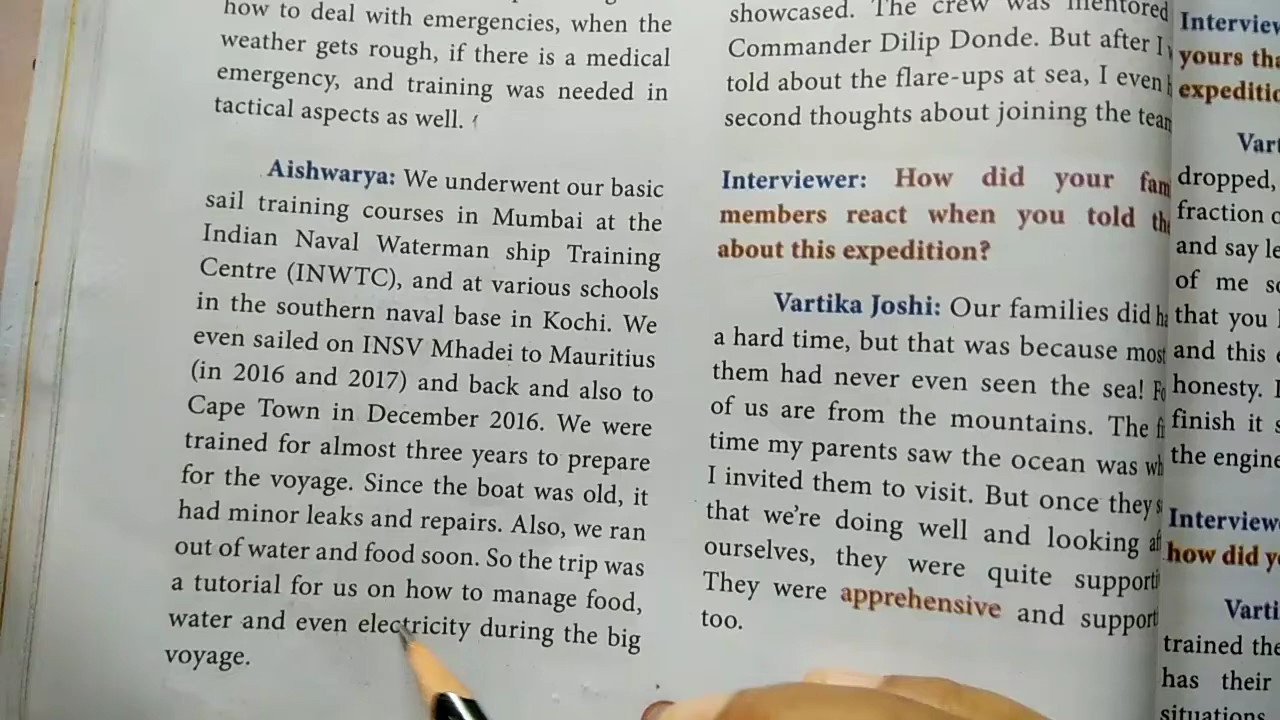 how to deal with emergencies, when the
weather gets rough, if there is a medical
emergency, and training was needed in
tactical aspects as well.
Aishwarya: We underwent our basic
sail training courses in Mumbai at the
Indian Naval Waterman ship Training
Centre (INWTC), and at various schools
in the southern naval base in Kochi. We
even sailed on INSV Mhadei to Mauritius
(in 2016 and 2017) and back and also to
Cape Town in December 2016. We were
trained for almost three years to prepare
for the voyage. Since the boat was old, it
had minor leaks and repairs. Also, we ran
out of water and food soon. So the trip was
a tutorial for us on how to manage food,
water and even electricity during the big
voyage.
showcased. The crew was mentored
Commander Dilip Donde. But after I
told about the flare-ups at sea, I even
second thoughts about joining the
Interviewer: How did your
members react when you told
about this expedition?
Vartika Joshi: Our families did
a hard time, but that was because
them had never even seen the sea!
of us are from the mountains. The
time my parents saw the ocean was
I invited them to visit. But once they
that we're doing well and looking
ourselves, they were quite
They were apprehensive and
too.
yours
dropped,
fraction
and say
of me
that you
and this
honesty.
finish it
the
how did
trained
has their
situations